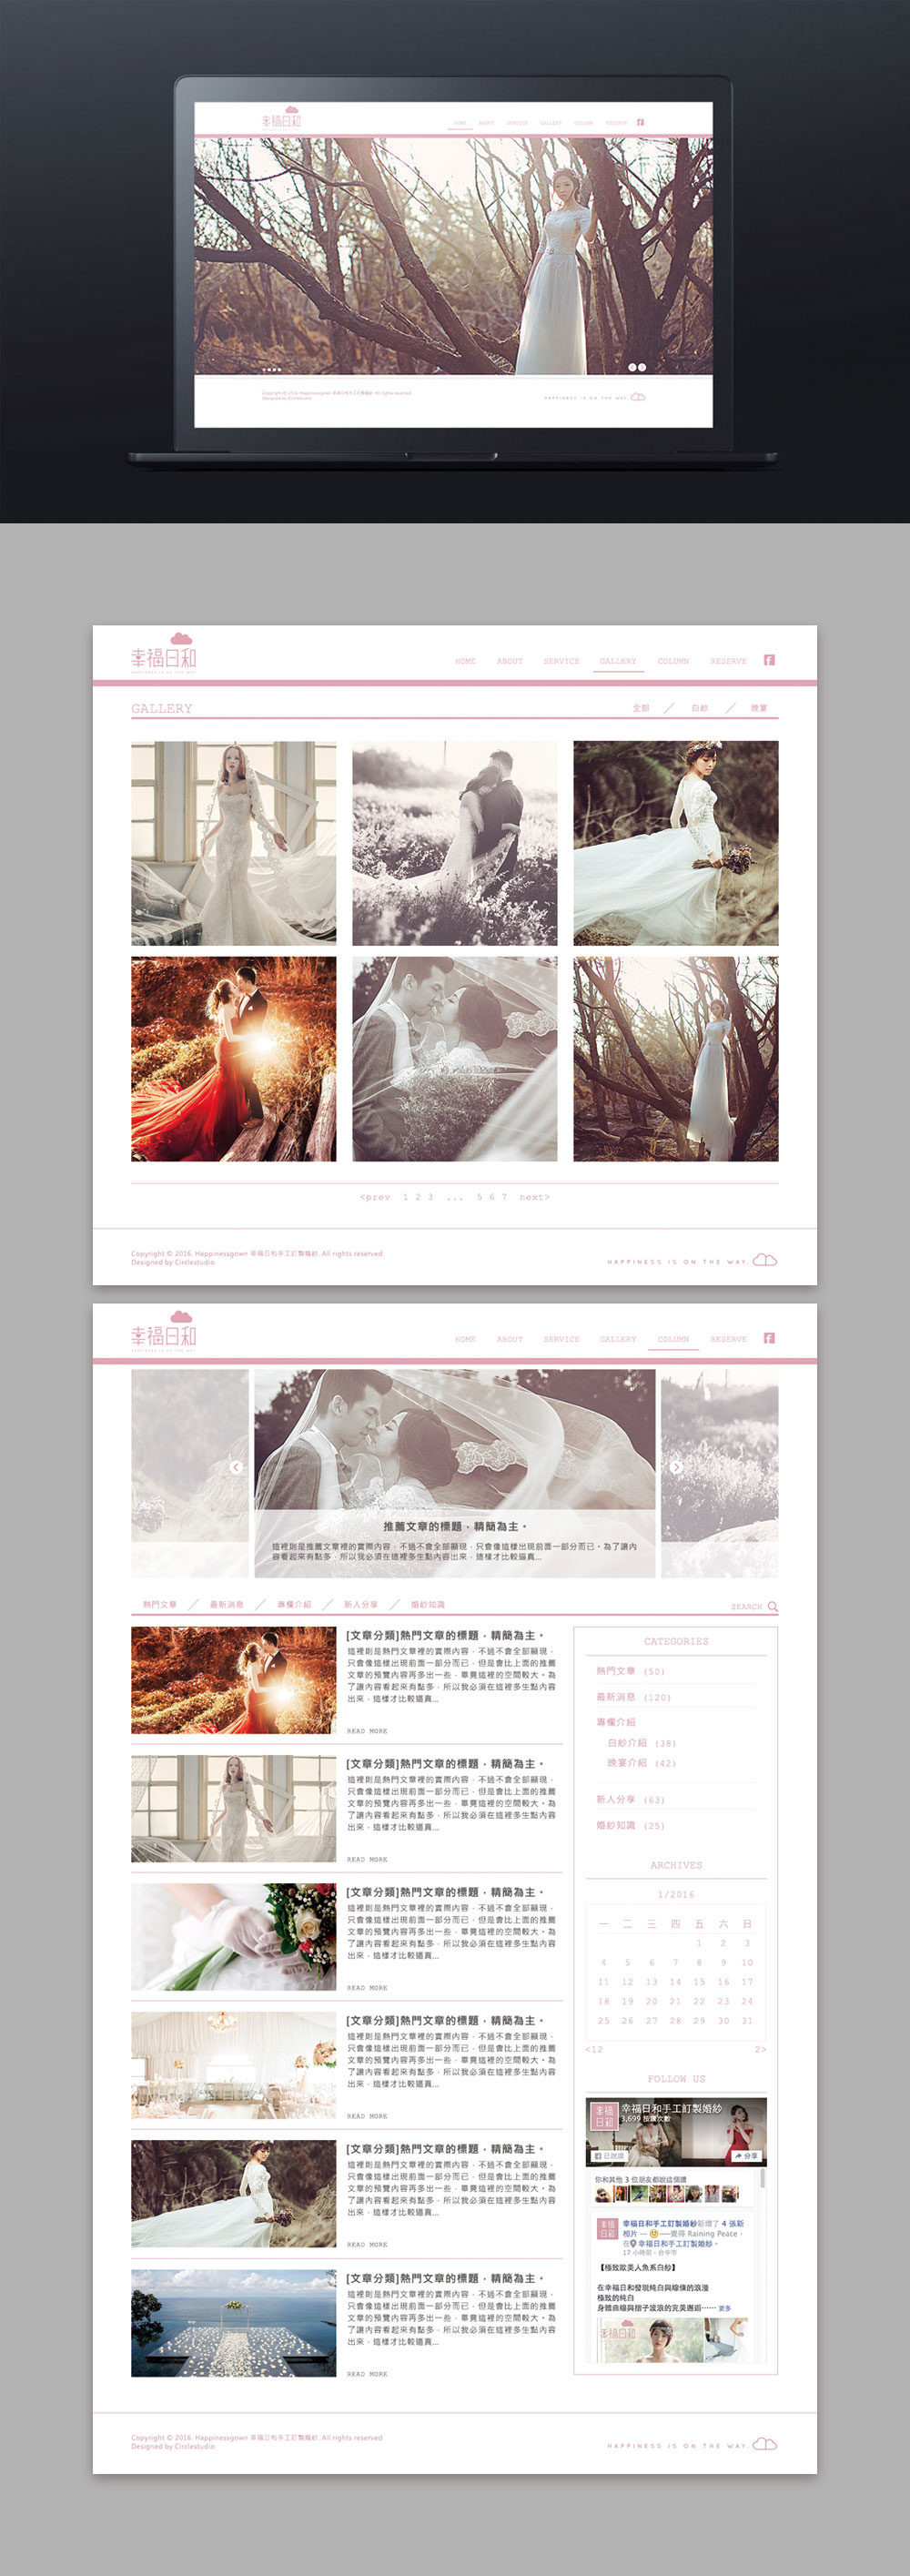 幸福日和
HOME ABOUT SERVICE GALLERY COLUMN RESERVE
Copyright © 2016. Happinessgown 幸福日和手工訂製婚紗. All rights reserved
Designed by Circlestudio
HAPPINESS IS ON THE WAY.
幸福日和
HAPPINESS IS ON THE WAY.
HOME ABOUT SERVICE GALLERY COLUMN RESERVE
GALLERY
全部 / 白紗 / 晚宴
<prev 1 2 3 ... 5 6 7 next>
Copyright © 2016. Happinessgown 幸福日和手工訂製婚紗. All rights reserved
Designed by Circlestudio
HAPPINESS IS ON THE WAY.
幸福日和
HAPPINESS IS ON THE WAY.
HOME ABOUT SERVICE GALLERY COLUMN RESERVE
推薦文章的標題，精簡為主。
這裡則是推薦文章裡的實際內容，不過不會全部顯現，只會像這樣出現前面一部分而已。為了讓內
容看起來有點多，所以我必須在這裡多生點內容出來，這樣才比較逼真...
熱門文章 / 最新消息 / 專欄介紹 / 新人分享 / 婚紗知識
SEARCH
[文章分類]熱門文章的標題，精簡為主。
這裡則是熱門文章裡的實際內容，不過不會全部顯現，
只會像這樣出現前面一部分而已，但是會比上面的推薦
文章的預覽內容再多出一些，畢竟這裡的空間較大。為
了讓內容看起來有點多，所以我必須在這裡多生點內容
出來，這樣才比較逼真...
READ MORE
[文章分類]熱門文章的標題，精簡為主。
這裡則是熱門文章裡的實際內容，不過不會全部顯現，
只會像這樣出現前面一部分而已，但是會比上面的推薦
文章的預覽內容再多出一些，畢竟這裡的空間較大。為
了讓內容看起來有點多，所以我必須在這裡多生點內容
出來，這樣才比較逼真...
READ MORE
[文章分類]熱門文章的標題，精簡為主。
這裡則是熱門文章裡的實際內容，不過不會全部顯現，
只會像這樣出現前面一部分而已，但是會比上面的推薦
文章的預覽內容再多出一些，畢竟這裡的空間較大。為
了讓內容看起來有點多，所以我必須在這裡多生點內容
出來，這樣才比較逼真...
READ MORE
[文章分類]熱門文章的標題，精簡為主。
這裡則是熱門文章裡的實際內容，不過不會全部顯現，
只會像這樣出現前面一部分而已，但是會比上面的推薦
文章的預覽內容再多出一些，畢竟這裡的空間較大。為
了讓內容看起來有點多，所以我必須在這裡多生點內容
出來，這樣才比較逼真...
READ MORE
[文章分類]熱門文章的標題，精簡為主。
這裡則是熱門文章裡的實際內容，不過不會全部顯現，
只會像這樣出現前面一部分而已，但是會比上面的推薦
文章的預覽內容再多出一些，畢竟這裡的空間較大。為
了讓內容看起來有點多，所以我必須在這裡多生點內容
出來，這樣才比較逼真...
READ MORE
[文章分類]熱門文章的標題，精簡為主。
這裡則是熱門文章裡的實際內容，不過不會全部顯現，
只會像這樣出現前面一部分而已，但是會比上面的推薦
文章的預覽內容再多出一些，畢竟這裡的空間較大。為
了讓內容看起來有點多，所以我必須在這裡多生點內容
出來，這樣才比較逼真...
READ MORE
CATEGORIES
熱門文章 (50)
最新消息 (120)
專欄介紹
白紗介紹 (38)
晚宴介紹 (42)
新人分享 (63)
婚紗知識 (25)
ARCHIVES
1/2016
一 二 三 四 五 六 日
1 2 3
4 5 6 7 8 9 10
11 12 13 14 15 16 17
18 19 20 21 22 23 24
25 26 27 28 29 30 31
<12 2>
FOLLOW US
幸福日和
幸福日和手工訂製婚紗
3,699 按讚次數
已說讚 分享
你和其他 3 位朋友都說這個讚
幸福日和
幸福日和手工訂製婚紗新增了 4 張新
相片 — 覺得 Raining Peace，
在 幸福日和手工訂製婚紗。
17 小時前 · 台中市
【極致歐美人魚系白紗】
在幸福日和發現純白與線條的浪漫
極致的純白
身體曲線與摺子波浪的完美邂逅…… 更多
幸福日和
Copyright © 2016. Happinessgown 幸福日和手工訂製婚紗. All rights reserved
Designed by Circlestudio
HAPPINESS IS ON THE WAY.